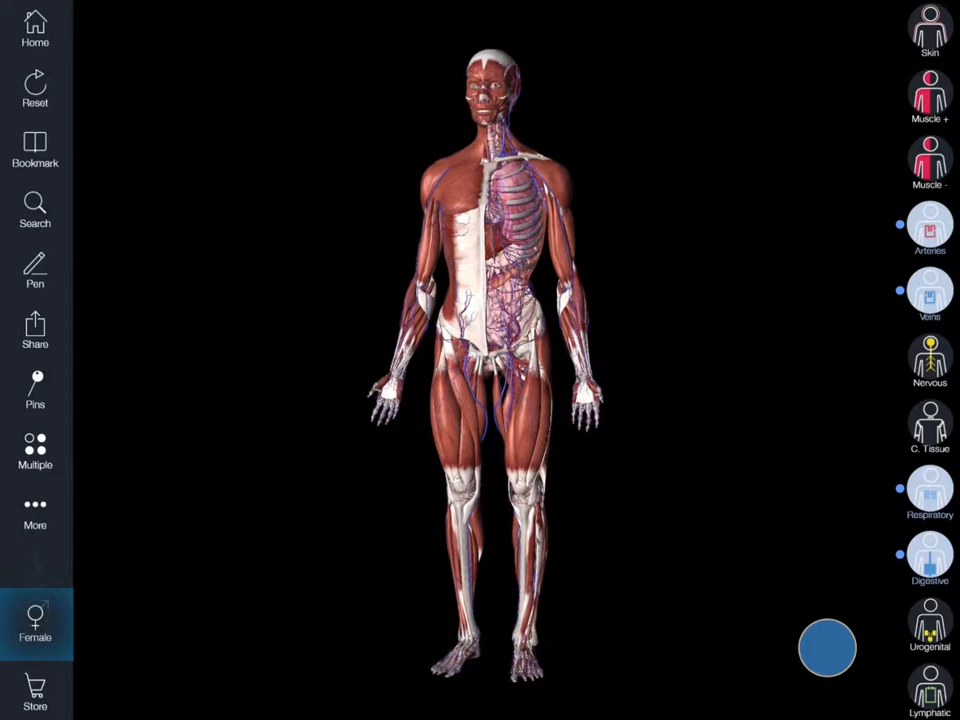 Home
Reset
Bookmark
Search
Pen
Share
Pins
Multiple
More
Female
Store
Skin
Muscle +
Muscle -
Arteries
Veins
Nervous
C. Tissue
Respiratory
Digestive
Urogenital
Lymphatic